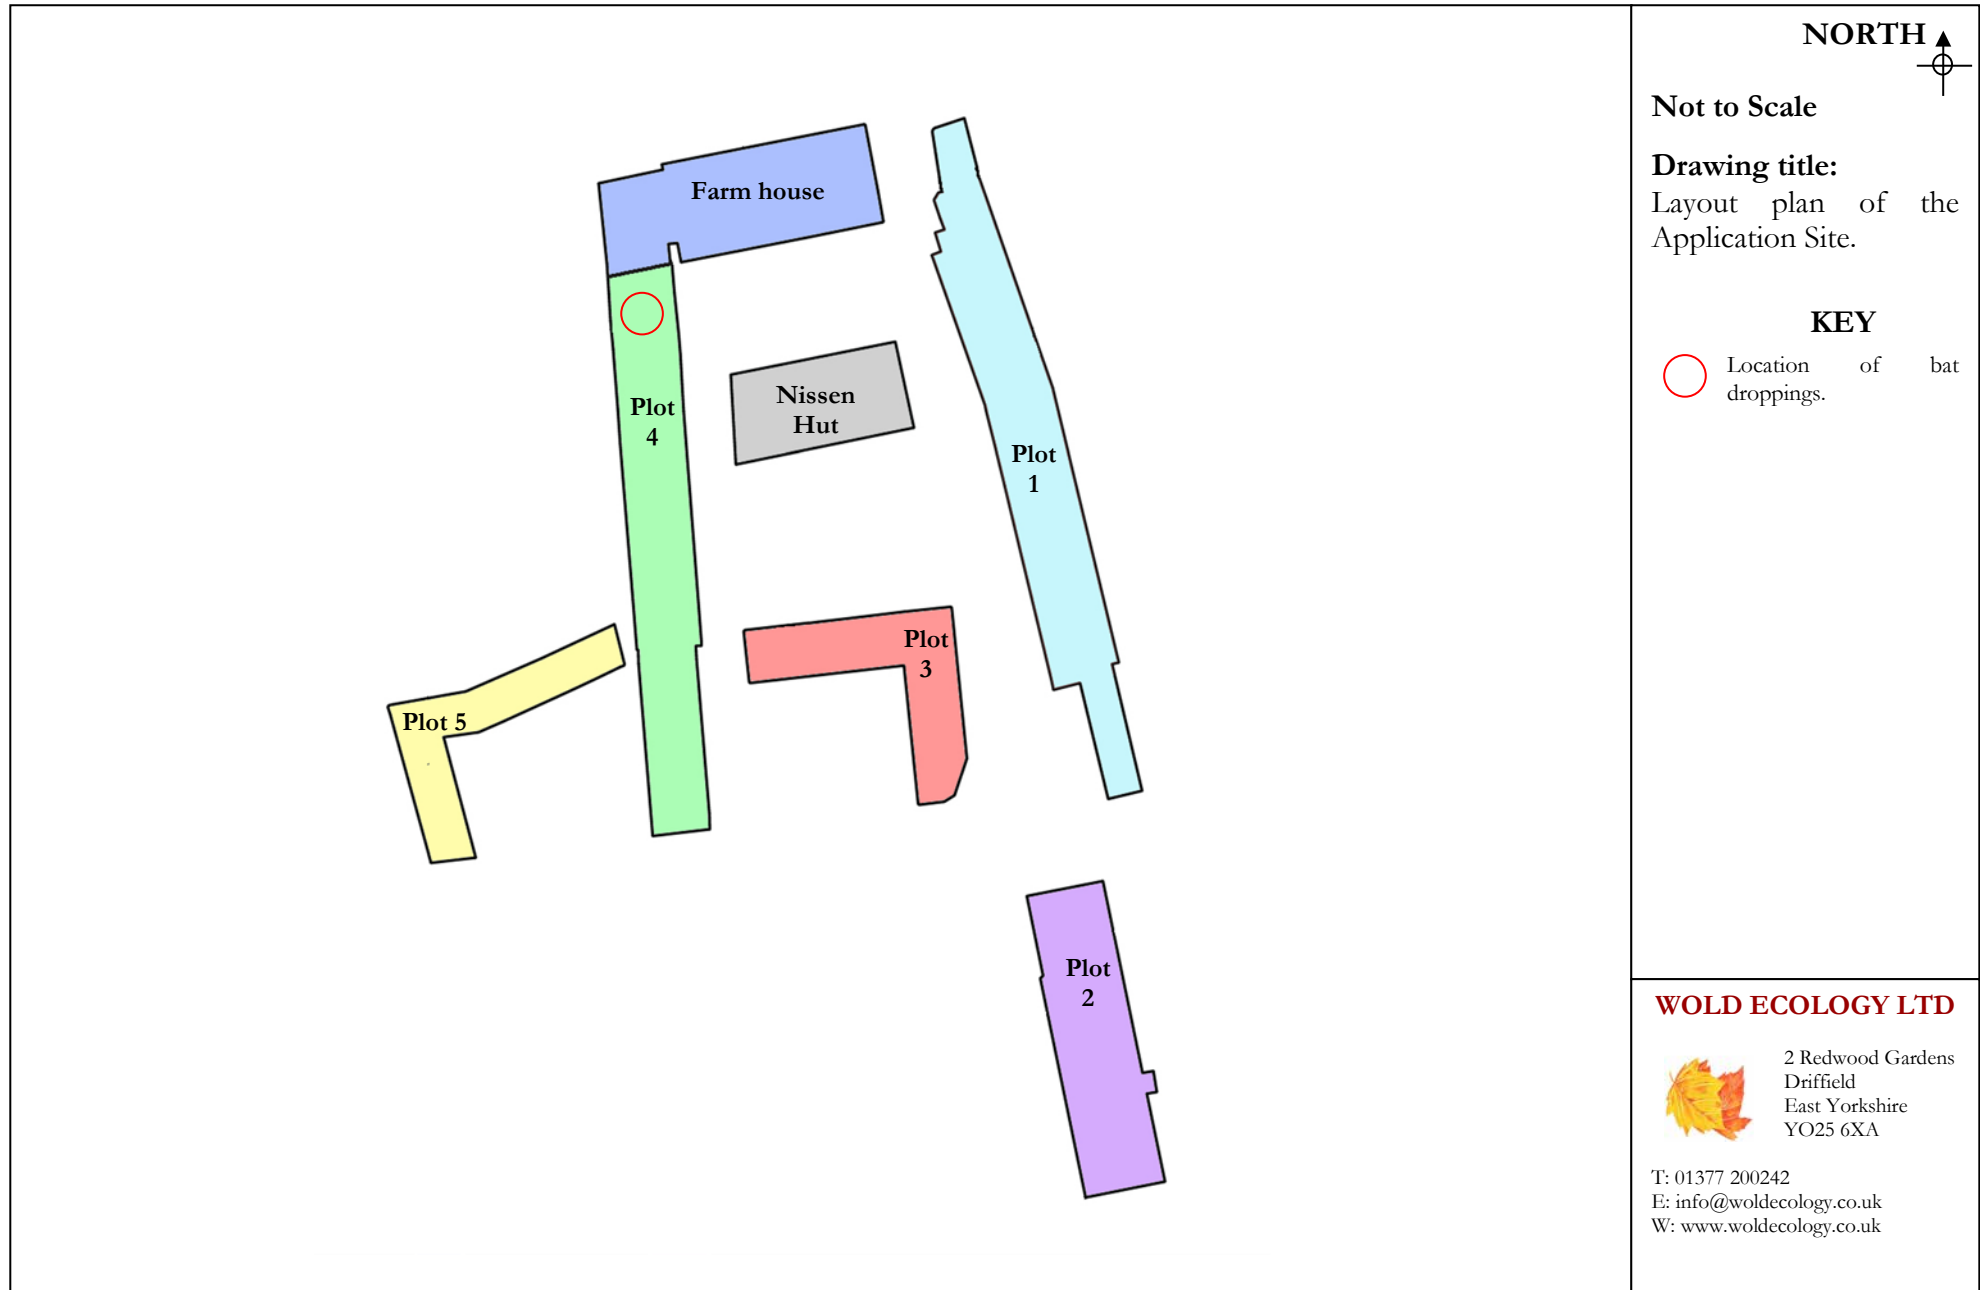 Farm house
Plot
4
Nissen
Hut
Plot
1
Plot
3
Plot 5
Plot
2
NORTH
Not to Scale
Drawing title:
Layout plan of the
Application Site.
KEY
Location of bat
droppings.
WOLD ECOLOGY LTD
2 Redwood Gardens
Driffield
East Yorkshire
YO25 6XA
T: 01377 200242
E: info@woldecology.co.uk
W: www.woldecology.co.uk